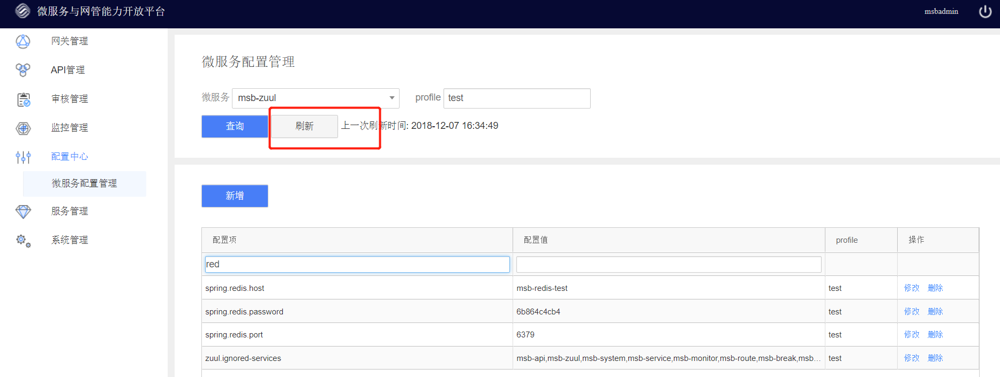 微服务与网管能力开放平台
msbadmin
网关管理
API管理
审核管理
监控管理
配置中心
微服务配置管理
服务管理
系统管理
微服务配置管理
微服务 msb-zuul profile test
查询 刷新 上一次刷新时间: 2018-12-07 16:34:49
新增
配置项 配置值 profile 操作
red
spring.redis.host msb-redis-test test 修改 删除
spring.redis.password 6b864c4cb4 test 修改 删除
spring.redis.port 6379 test 修改 删除
zuul.ignored-services msb-api,msb-zuul,msb-system,msb-service,msb-monitor,msb-route,msb-break,msb... test 修改 删除